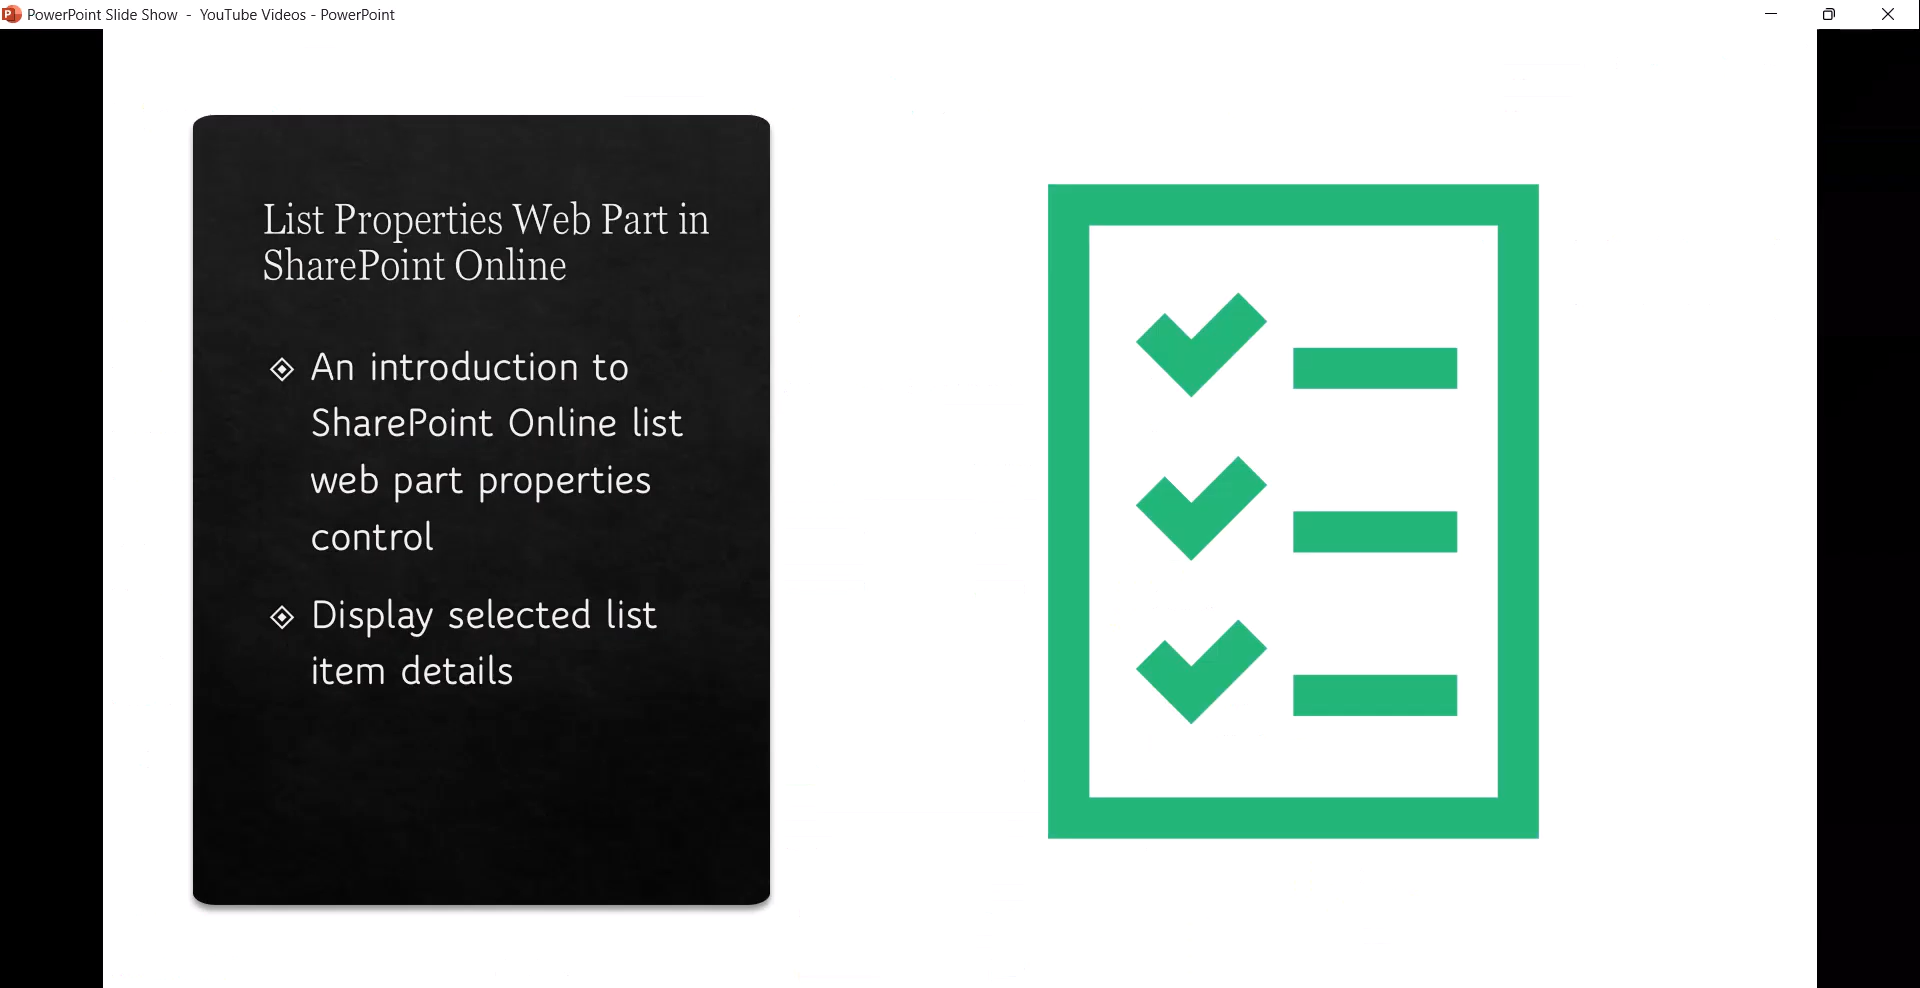 PowerPoint Slide Show - YouTube Videos - PowerPoint
List Properties Web Part in
SharePoint Online
An introduction to
SharePoint Online list
web part properties
control
Display selected list
item details